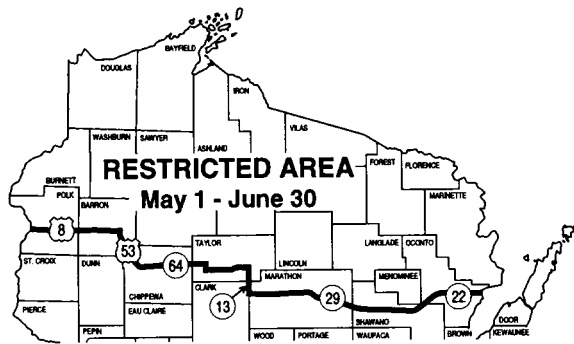 BAYFIELD
DOUGLAS
IRON
VILAS
WASHBURN SAWYER
ASHLAND
FOREST FLORENCE
RESTRICTED AREA
BURNETT
MARINETTE
POLK
May 1 - June 30
BARRON
8
TAYLOR
LANGLADE OCONTO
53
64
LINCOLN
ST. CROIX
DUNN
MARATHON
MENOMINEE
CLARK
29
22
CHIPPEWA
13
PIERCE
EAU CLAIRE
SHAWANO
DOOR
PEPIN
WOOD PORTAGE WAUPACA
BROWN
KEWAUNEE